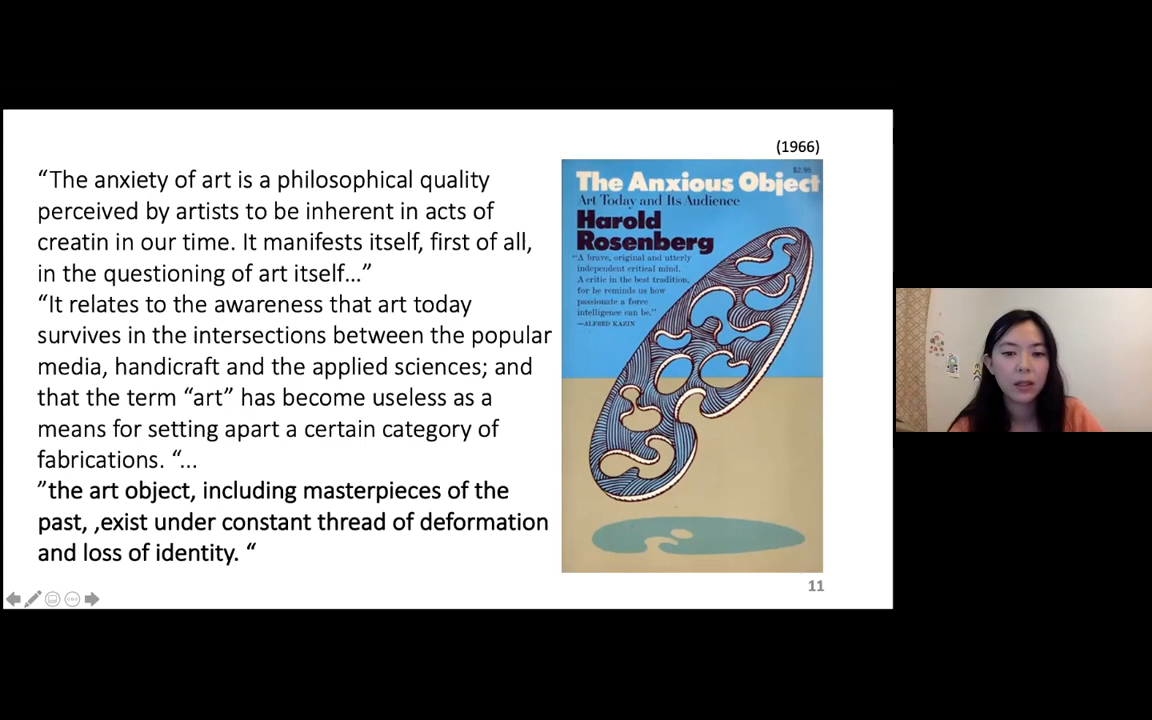 “The anxiety of art is a philosophical quality
perceived by artists to be inherent in acts of
creatin in our time. It manifests itself, first of all,
in the questioning of art itself...”
“It relates to the awareness that art today
survives in the intersections between the popular
media, handicraft and the applied sciences; and
that the term “art” has become useless as a
means for setting apart a certain category of
fabrications. “...
”the art object, including masterpieces of the
past, ,exist under constant thread of deformation
and loss of identity. “
(1966)
$2.95
The Anxious Object
Art Today and Its Audience
Harold
Rosenberg
“A brave, original and utterly
independent critical mind.
A critic in the best tradition,
for he reminds us how
passionate a force
intelligence can be.”
—ALFRED KAZIN
11